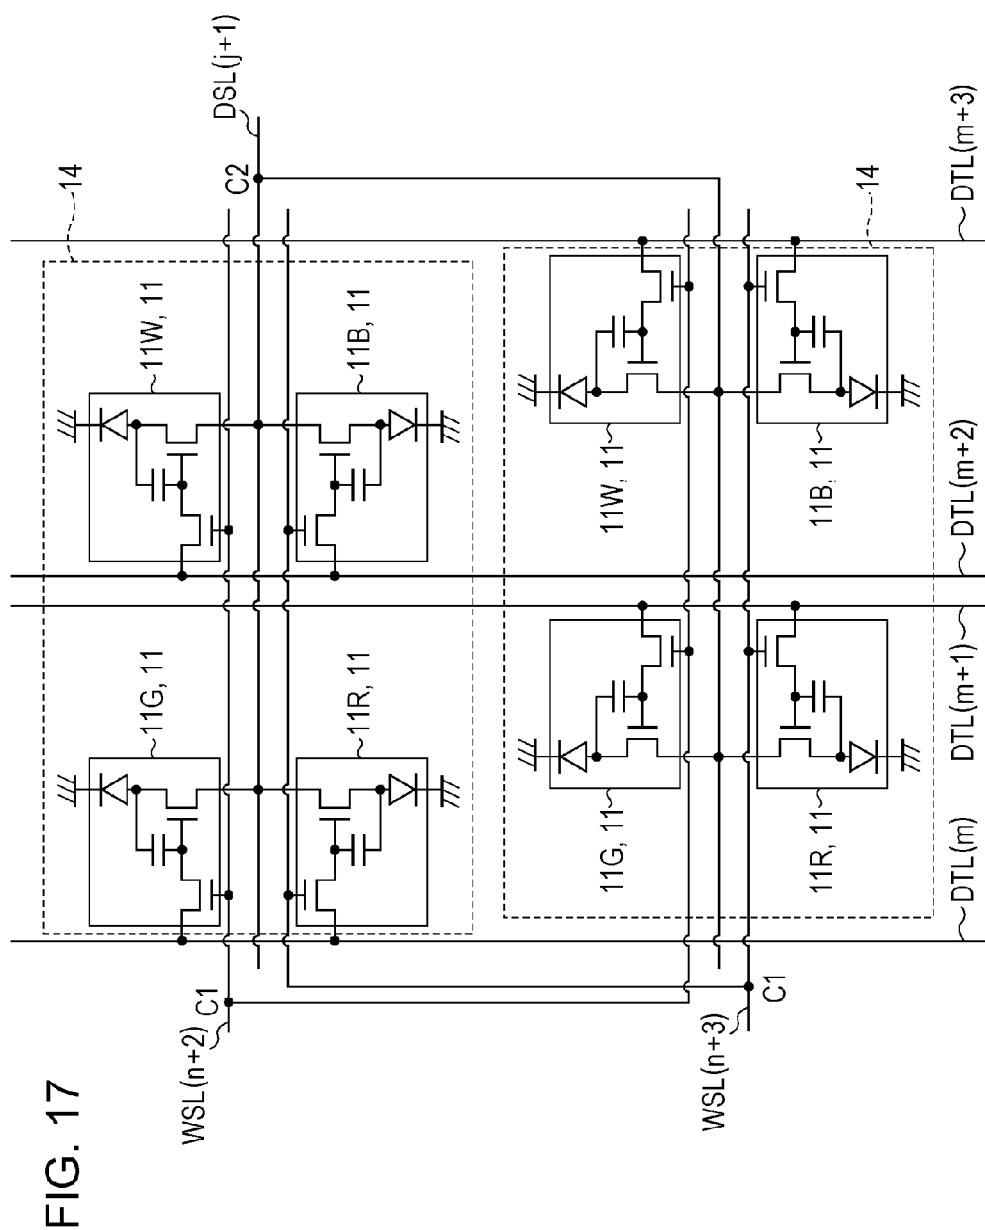 FIG. 17
WSL(n+2)
C1
DSL(j+1)
C2
14
11G, 11
11W, 11
11R, 11
11B, 11
14
11G, 11
11W, 11
11R, 11
11B, 11
WSL(n+3)
C1
DTL(m)
DTL(m+1)
DTL(m+2)
DTL(m+3)